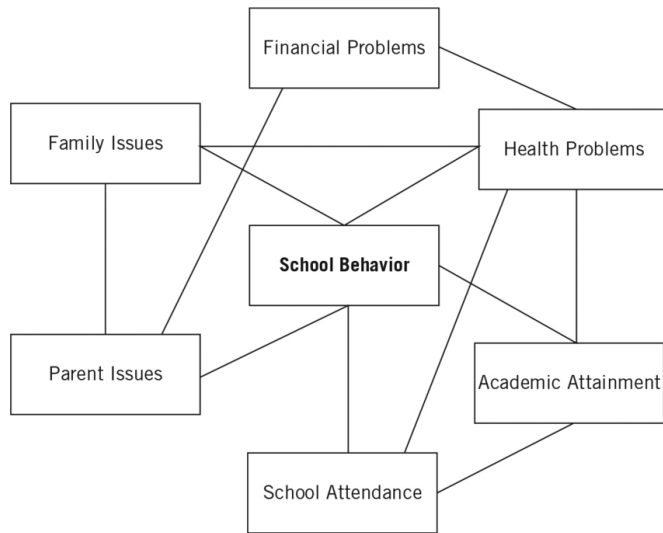 Financial Problems
Family Issues
Health Problems
School Behavior
Parent Issues
Academic Attainment
School Attendance